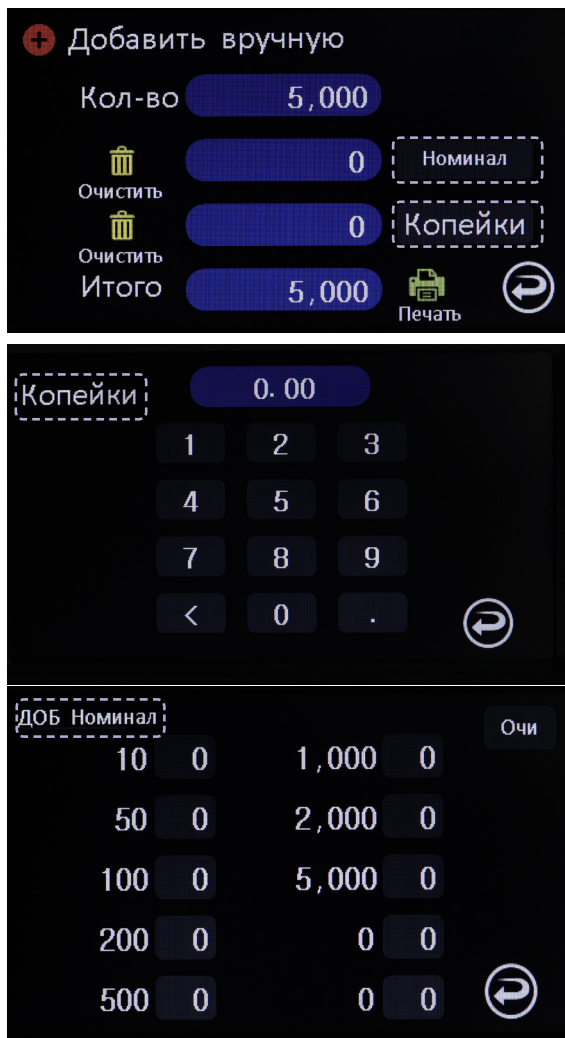 Добавить вручную
Кол-во 5,000
0 Номинал
Очистить
0 Копейки
Очистить
Итого 5,000
Печать
Копейки 0.00
1 2 3
4 5 6
7 8 9
< 0 .
ДОБ Номинал Очи
10 0 1,000 0
50 0 2,000 0
100 0 5,000 0
200 0 0 0
500 0 0 0